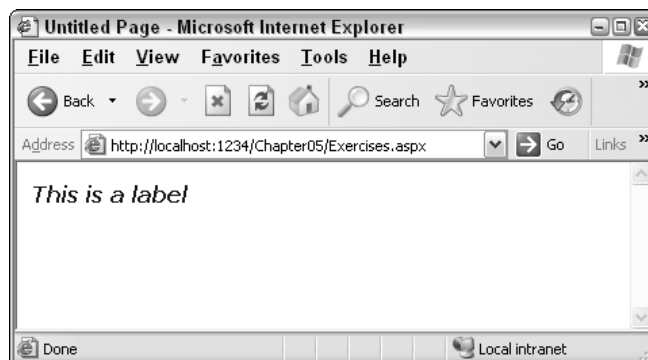 Untitled Page - Microsoft Internet Explorer
File Edit View Favorites Tools Help
Back Search Favorites »
Address http://localhost:1234/Chapter05/Exercises.aspx Go Links »
This is a label
Done Local intranet